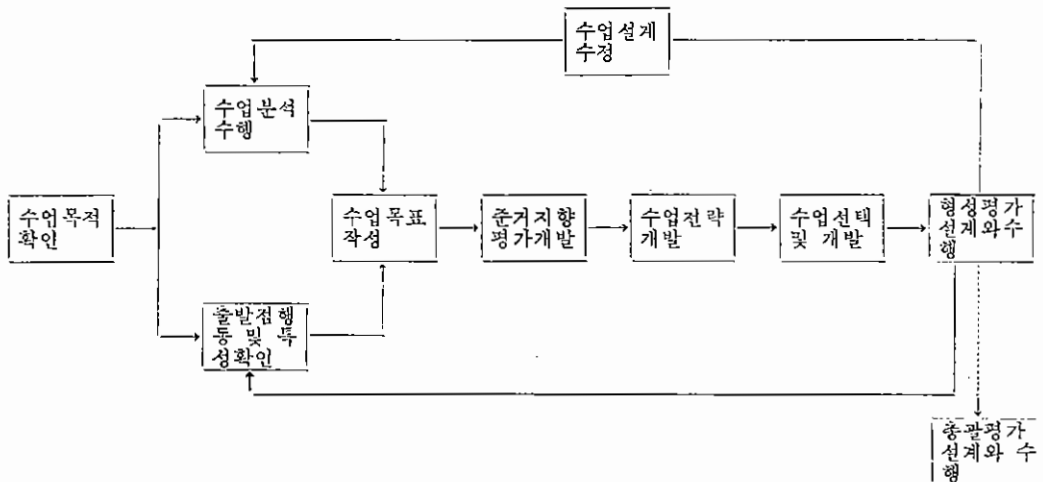 수업설계
수정
수업분석
수행
수업목적
확인
수업목표
작성
준거지향
평가개발
수업전략
개발
수업선택
및 개발
형성평가
설계와수
행
출발점행
동 및 특
성확인
총괄평가
설계와 수
행